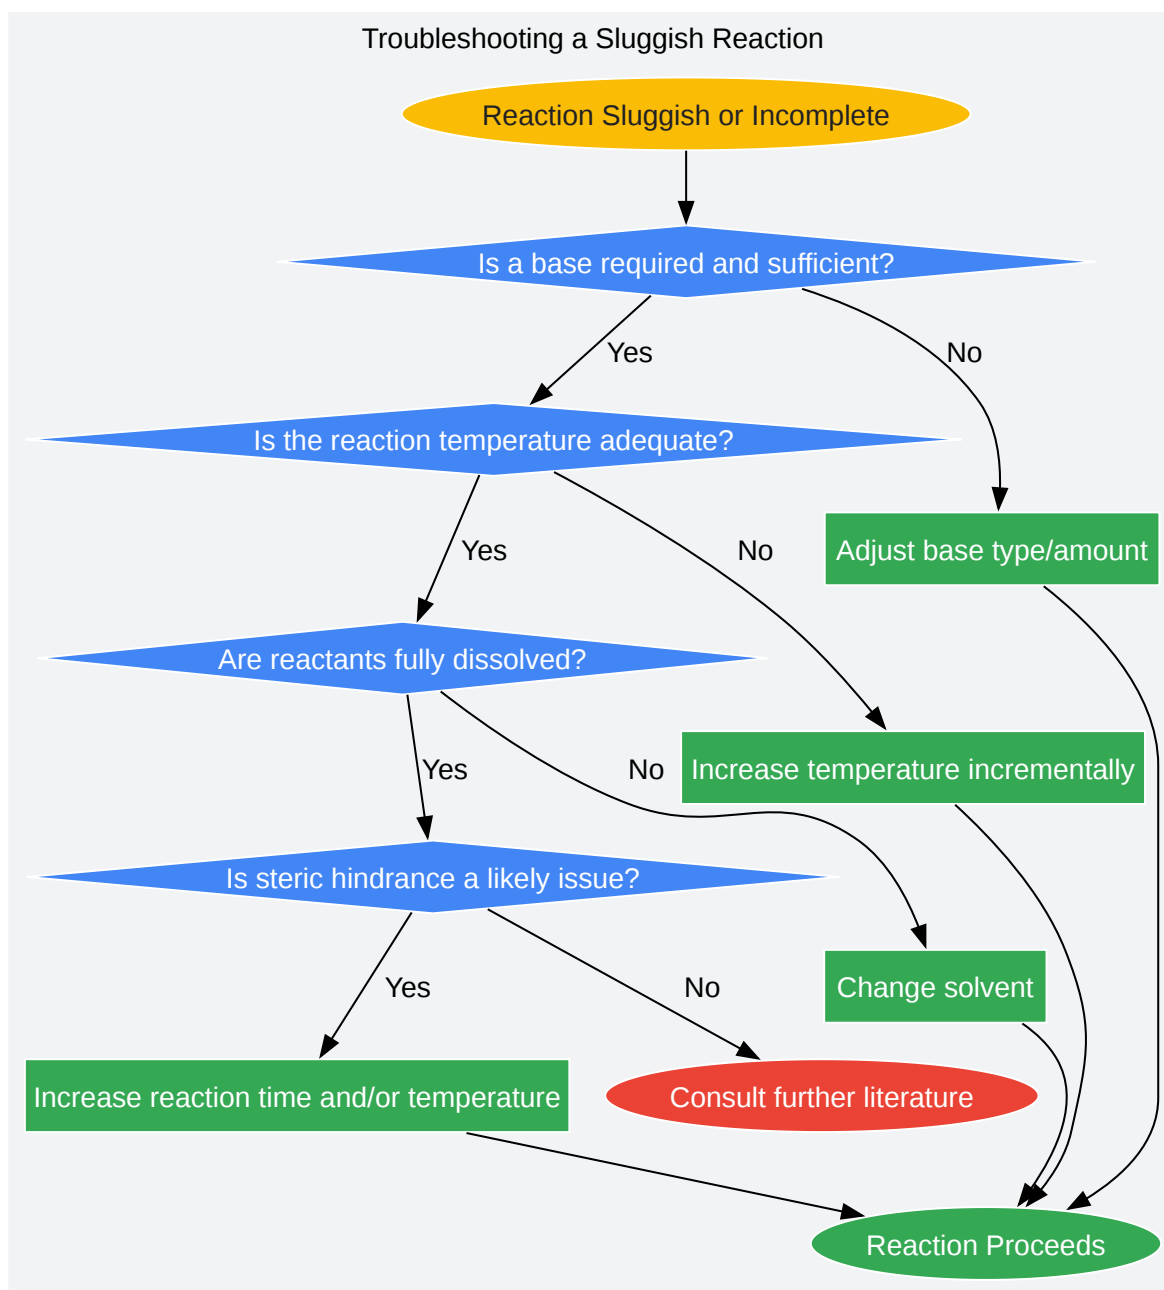 Troubleshooting a Sluggish Reaction
Reaction Sluggish or Incomplete
Is a base required and sufficient?
Yes
No
Is the reaction temperature adequate?
Yes
No
Adjust base type/amount
Are reactants fully dissolved?
Yes
No
Increase temperature incrementally
Is steric hindrance a likely issue?
Yes
No
Change solvent
Increase reaction time and/or temperature
Consult further literature
Reaction Proceeds